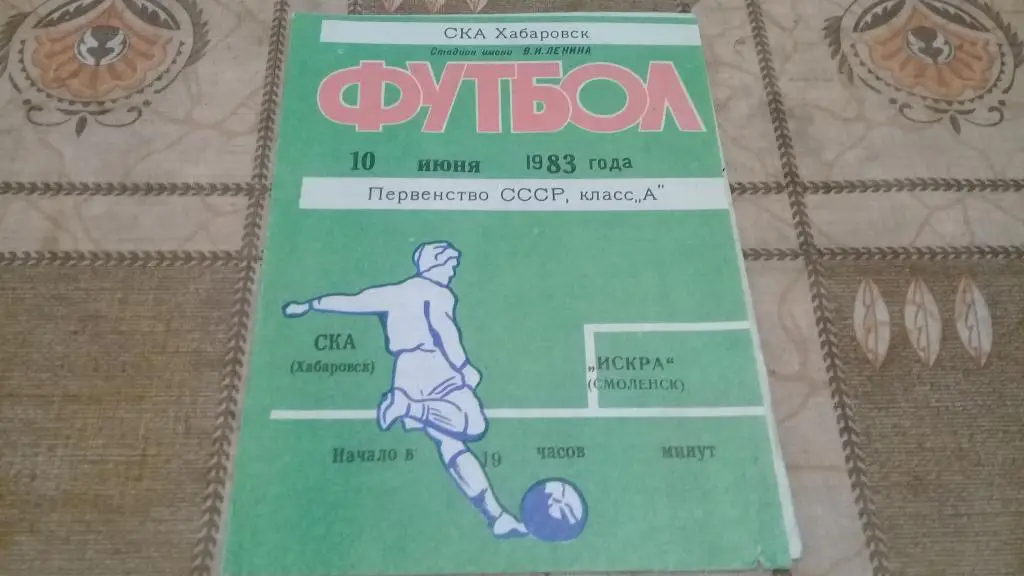 СКА Хабаровск
Стадион имени В.И.ЛЕНИНА
ФУТБОЛ
10 июня 1983 года
Первенство СССР, класс „А"
СКА
(Хабаровск)
„ИСКРА"
(СМОЛЕНСК)
Начало в 19 часов минут